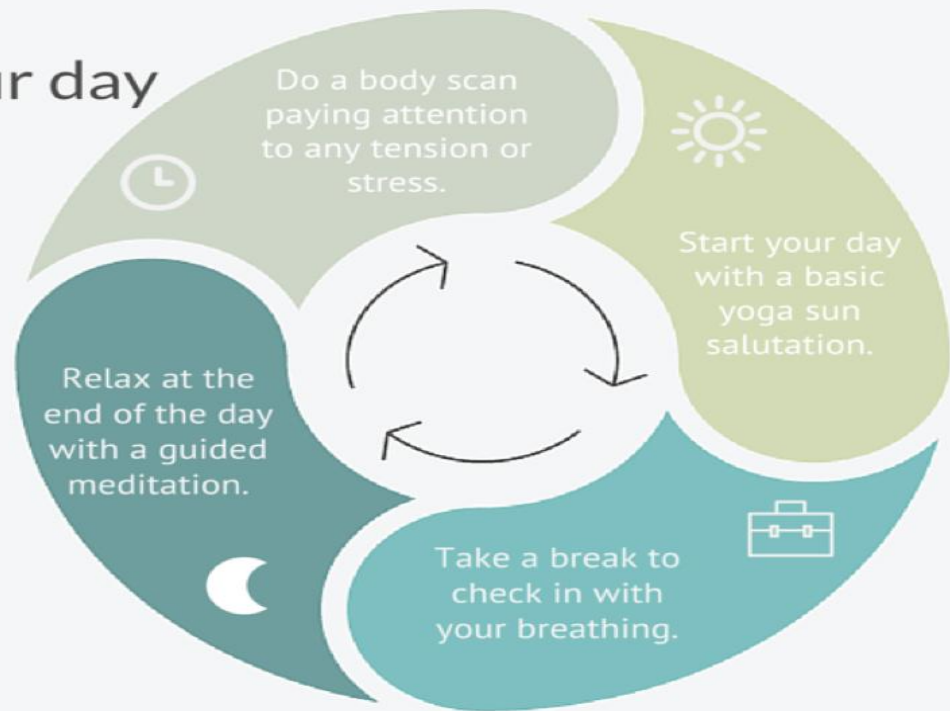 ur day
Do a body scan
paying attention
to any tension or
stress.
Start your day
with a basic
yoga sun
salutation.
Take a break to
check in with
your breathing.
Relax at the
end of the day
with a guided
meditation.